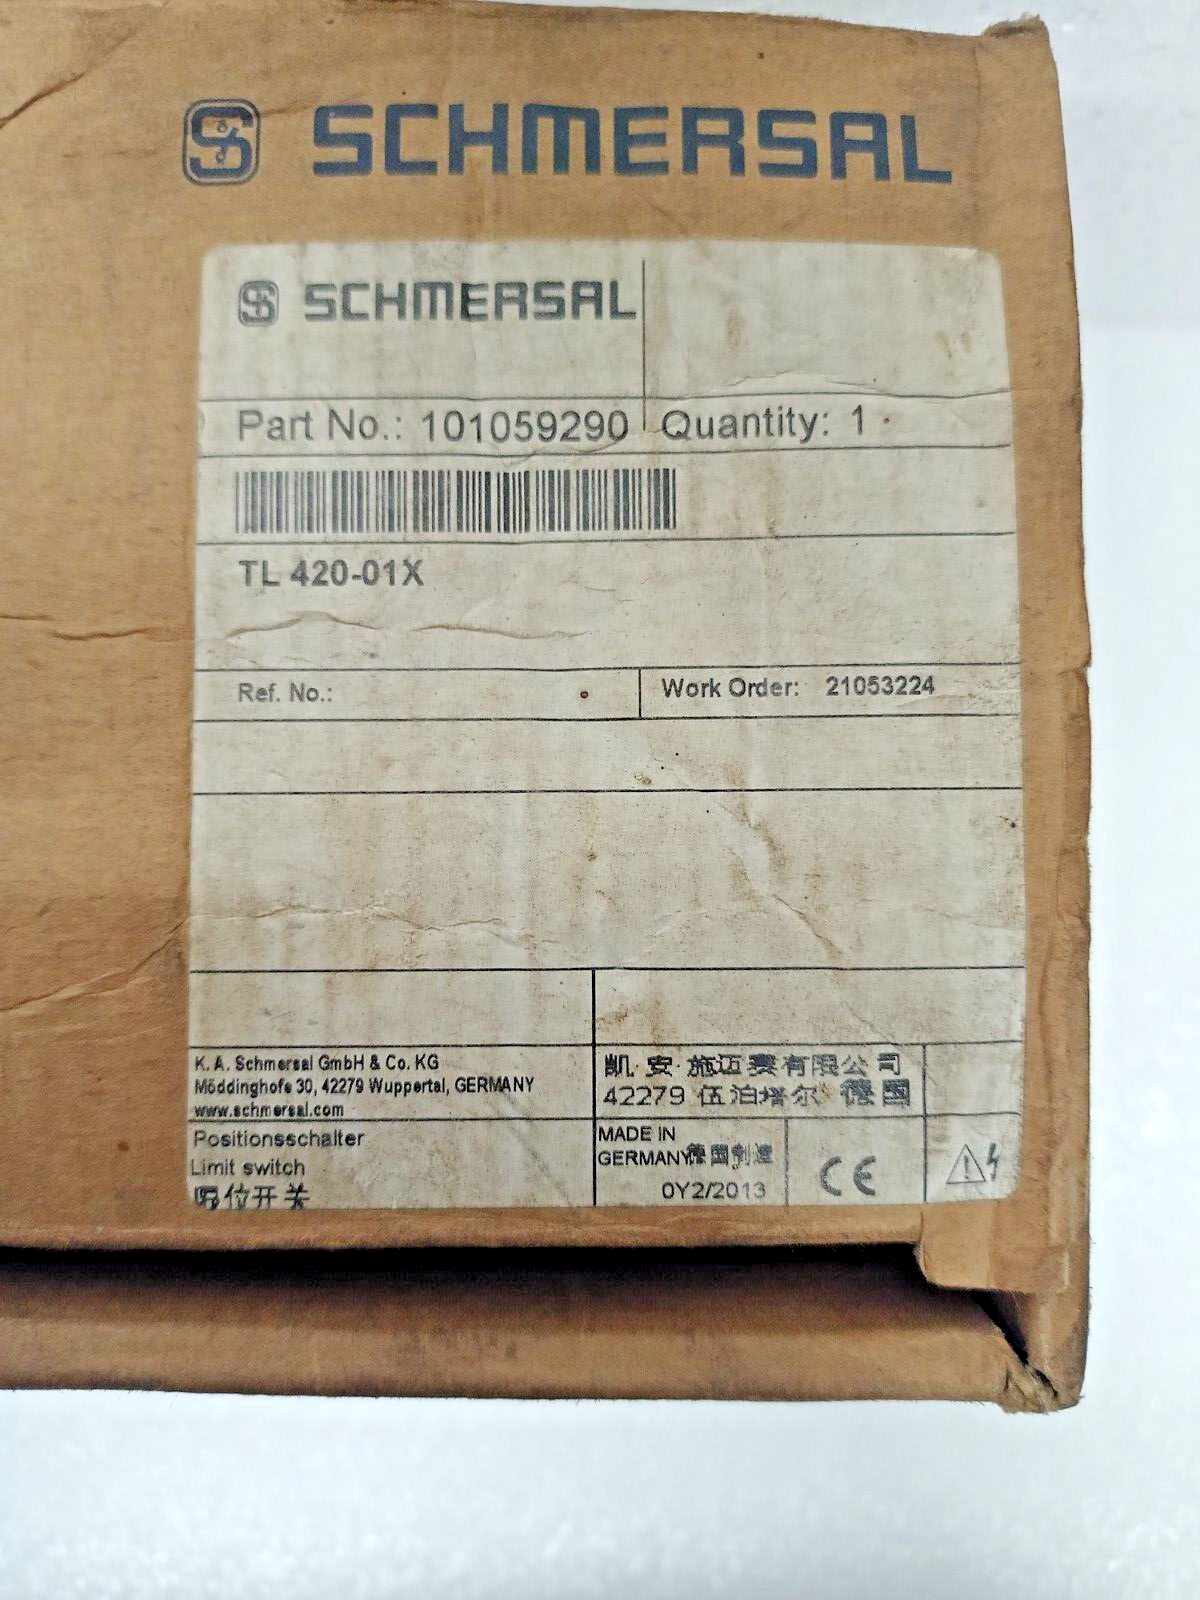 SCHMERSAL
SCHMERSAL
Part No.: 101059290 Quantity: 1
TL 420-01X
Ref. No.: Work Order: 21053224
K. A. Schmersal GmbH & Co. KG
Möddinghofe 30, 42279 Wuppertal, GERMANY
www.schmersal.com
凯·安·施迈赛有限公司
42279 伍泊塔尔 德国
Positionsschalter
Limit switch
限位开关
MADE IN
GERMANY德国制造
0Y2/2013
CE